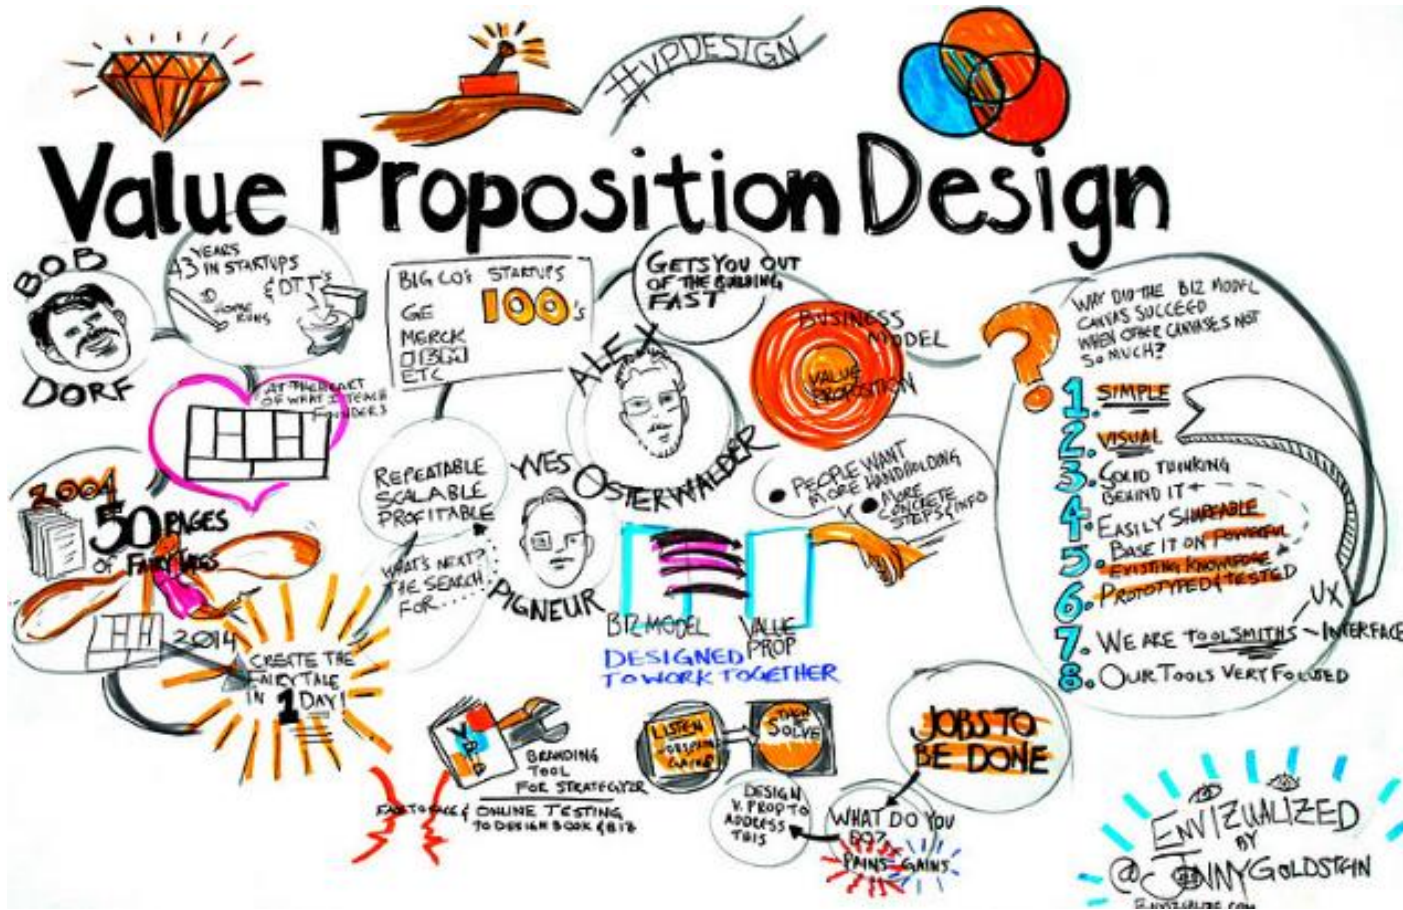 #VPDESIGN
Value Proposition Design
BOB
DORF
43 YEARS
IN STARTUPS
HOME
RUNS
& DTT's
AT THE HEART
OF WHAT I TEACH
FOUNDERS
2004
50 PAGES
OF FAIRY
2014
CREATE THE
FAIRYTALE
IN 1 DAY!
BIG CO's STARTUPS
GE 100's
MERCK
ETC
REPEATABLE
SCALABLE
PROFITABLE
WHAT'S NEXT?
THE SEARCH
FOR......
GETS YOU OUT
OF THE BUILDING
FAST
ALEX
OSTERWALDER
YVES
PIGNEUR
BUSINESS
MODEL
VALUE
PROPOSITION
PEOPLE WANT
MORE HANDHOLDING
MORE
CONCRETE
STEPS & INFO
BIZ MODEL
VALUE
PROP
DESIGNED
TO WORK TOGETHER
WHY DID THE BIZ MODEL
CANVAS SUCCEED
WHEN OTHER CANVASES NOT
SO MUCH?
1. SIMPLE
2. VISUAL
3. SOLID THINKING
BEHIND IT
4. EASILY SHAREABLE
5. BASE IT ON POWERFUL
EXISTING KNOWLEDGE
6. PROTOTYPED & TESTED
7. WE ARE TOOLSMITHS
UX
INTERFACE
8. OUR TOOLS VERY FOCUSED
VPD
BRANDING
TOOL
FOR STRATEGYZR
FACE TO FACE & ONLINE TESTING
TO DESIGN BOOK & BIZ
LISTEN
GAINS
THEN
SOLVE
JOBS TO
BE DONE
WHAT DO YOU
DO?
PAINS - GAINS
DESIGN
V. PROP TO
ADDRESS
THIS
ENVIZUALIZED
BY
@JONNYGOLDSTEIN